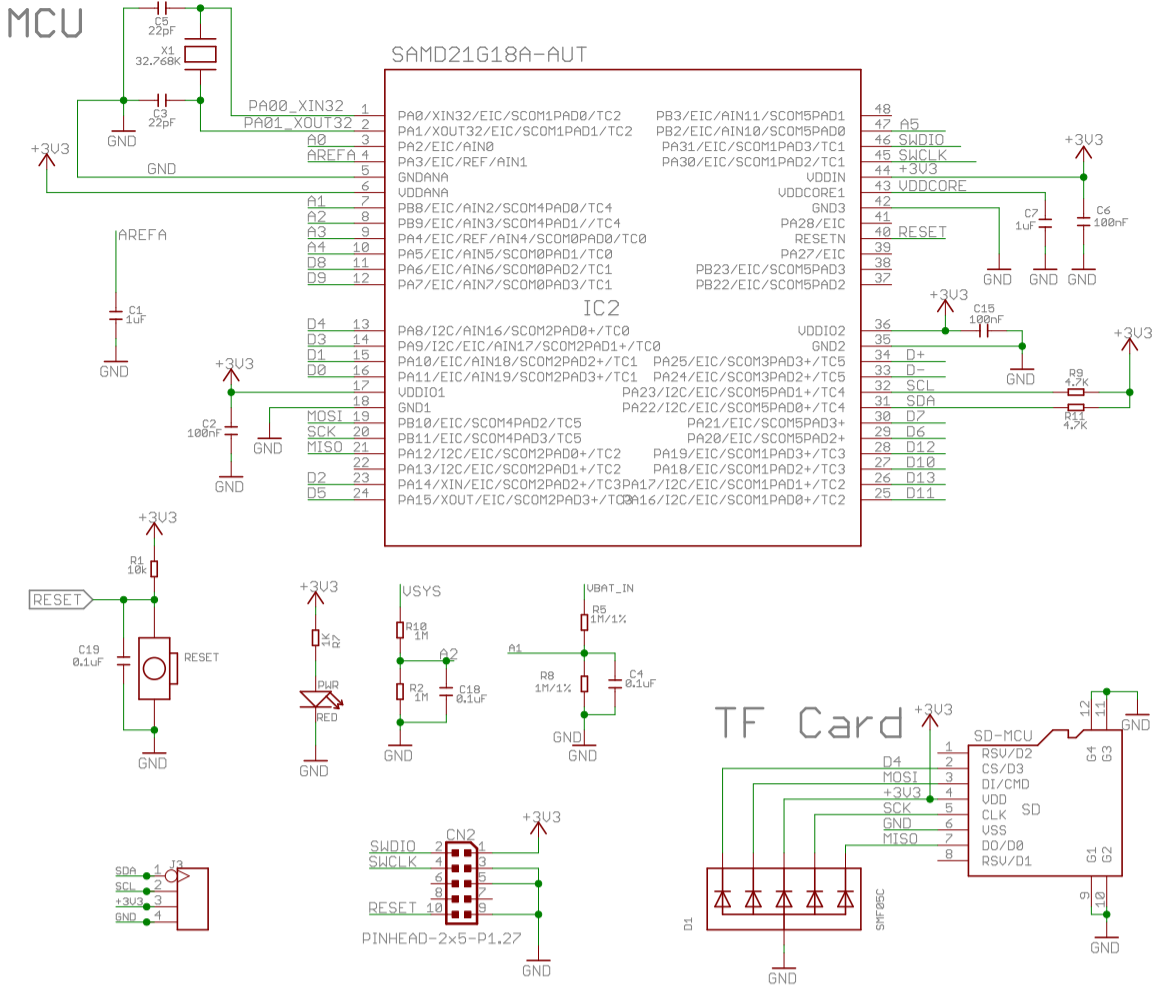 MCU
C5
22pF
X1
32.768K
C3
22pF
GND
PA00_XIN32
PA01_XOUT32
+3V3
GND
SAMD21G18A-AUT
IC2
A0 3 PA2/EIC/AIN0
1 PA0/XIN32/EIC/SCOM1PAD0/TC2
2 PA1/XOUT32/EIC/SCOM1PAD1/TC2
AREFA 4 PA3/EIC/REF/AIN1
5 GNDANA
6 VDDANA
A1 7 PB8/EIC/AIN2/SCOM4PAD0/TC4
A2 8 PB9/EIC/AIN3/SCOM4PAD1//TC4
A3 9 PA4/EIC/REF/AIN4/SCOM0PAD0/TC0
A4 10 PA5/EIC/AIN5/SCOM0PAD1/TC0
D8 11 PA6/EIC/AIN6/SCOM0PAD2/TC1
D9 12 PA7/EIC/AIN7/SCOM0PAD3/TC1
D4 13 PA8/I2C/AIN16/SCOM2PAD0+/TC0
D3 14 PA9/I2C/EIC/AIN17/SCOM2PAD1+/TC0
D1 15 PA10/EIC/AIN18/SCOM2PAD2+/TC1
D0 16 PA11/EIC/AIN19/SCOM2PAD3+/TC1
17 VDDIO1
18 GND1
MOSI 19 PB10/EIC/SCOM4PAD2/TC5
SCK 20 PB11/EIC/SCOM4PAD3/TC5
MISO 21 PA12/I2C/EIC/SCOM2PAD0+/TC2
22 PA13/I2C/EIC/SCOM2PAD1+/TC2
D2 23 PA14/XIN/EIC/SCOM2PAD2+/TC3
D5 24 PA15/XOUT/EIC/SCOM2PAD3+/TC3
PB3/EIC/AIN11/SCOM5PAD1 48
PB2/EIC/AIN10/SCOM5PAD0 47 A5
PA31/EIC/SCOM1PAD3/TC1 46 SWDIO
PA30/EIC/SCOM1PAD2/TC1 45 SWCLK
VDDIN 44 +3V3
VDDCORE1 43 VDDCORE
GND3 42
PA28/EIC 41
RESETN 40 RESET
PA27/EIC 39
PB23/EIC/SCOM5PAD3 38
PB22/EIC/SCOM5PAD2 37
VDDIO2 36
GND2 35
PA25/EIC/SCOM3PAD3+/TC5 34 D+
PA24/EIC/SCOM3PAD2+/TC5 33 D-
PA23/I2C/EIC/SCOM5PAD1+/TC4 32 SCL
PA22/I2C/EIC/SCOM5PAD0+/TC4 31 SDA
PA21/EIC/SCOM5PAD3+ 30 D7
PA20/EIC/SCOM5PAD2+ 29 D6
PA19/I2C/EIC/SCOM1PAD3+/TC3 28 D12
PA18/I2C/EIC/SCOM1PAD2+/TC3 27 D10
PA17/I2C/EIC/SCOM1PAD1+/TC2 26 D13
PA16/I2C/EIC/SCOM1PAD0+/TC2 25 D11
+3V3
C7
1uF
C6
100nF
GND GND GND
+3V3
C15
100nF
GND
+3V3
R9
4.7K
R11
4.7K
AREFA
C1
1uF
GND
+3V3
C2
100nF
GND
GND
+3V3
R1
10k
RESET
C19
0.1uF
RESET
GND
+3V3
1K
R7
PWR
RED
GND
VSYS
R10
1M
A2
R2
1M
C18
0.1uF
GND
VBAT_IN
R5
1M/1%
A1
R8
1M/1%
C4
0.1uF
GND
GND
TF Card
+3V3
SD-MCU
SD
1 RSV/D2
D4 2 CS/D3
MOSI 3 DI/CMD
+3V3 4 VDD
SCK 5 CLK
GND 6 VSS
MISO 7 DO/D0
8 RSV/D1
12 11
G4 G3
GND
G1 G2
9 10
GND
D1
SMF05C
GND
J3
SDA 1
SCL 2
+3V3 3
GND 4
CN2
+3V3
SWDIO 2 1
SWCLK 4 3
6 5
8 7
RESET 10 9
PINHEAD-2x5-P1.27
GND